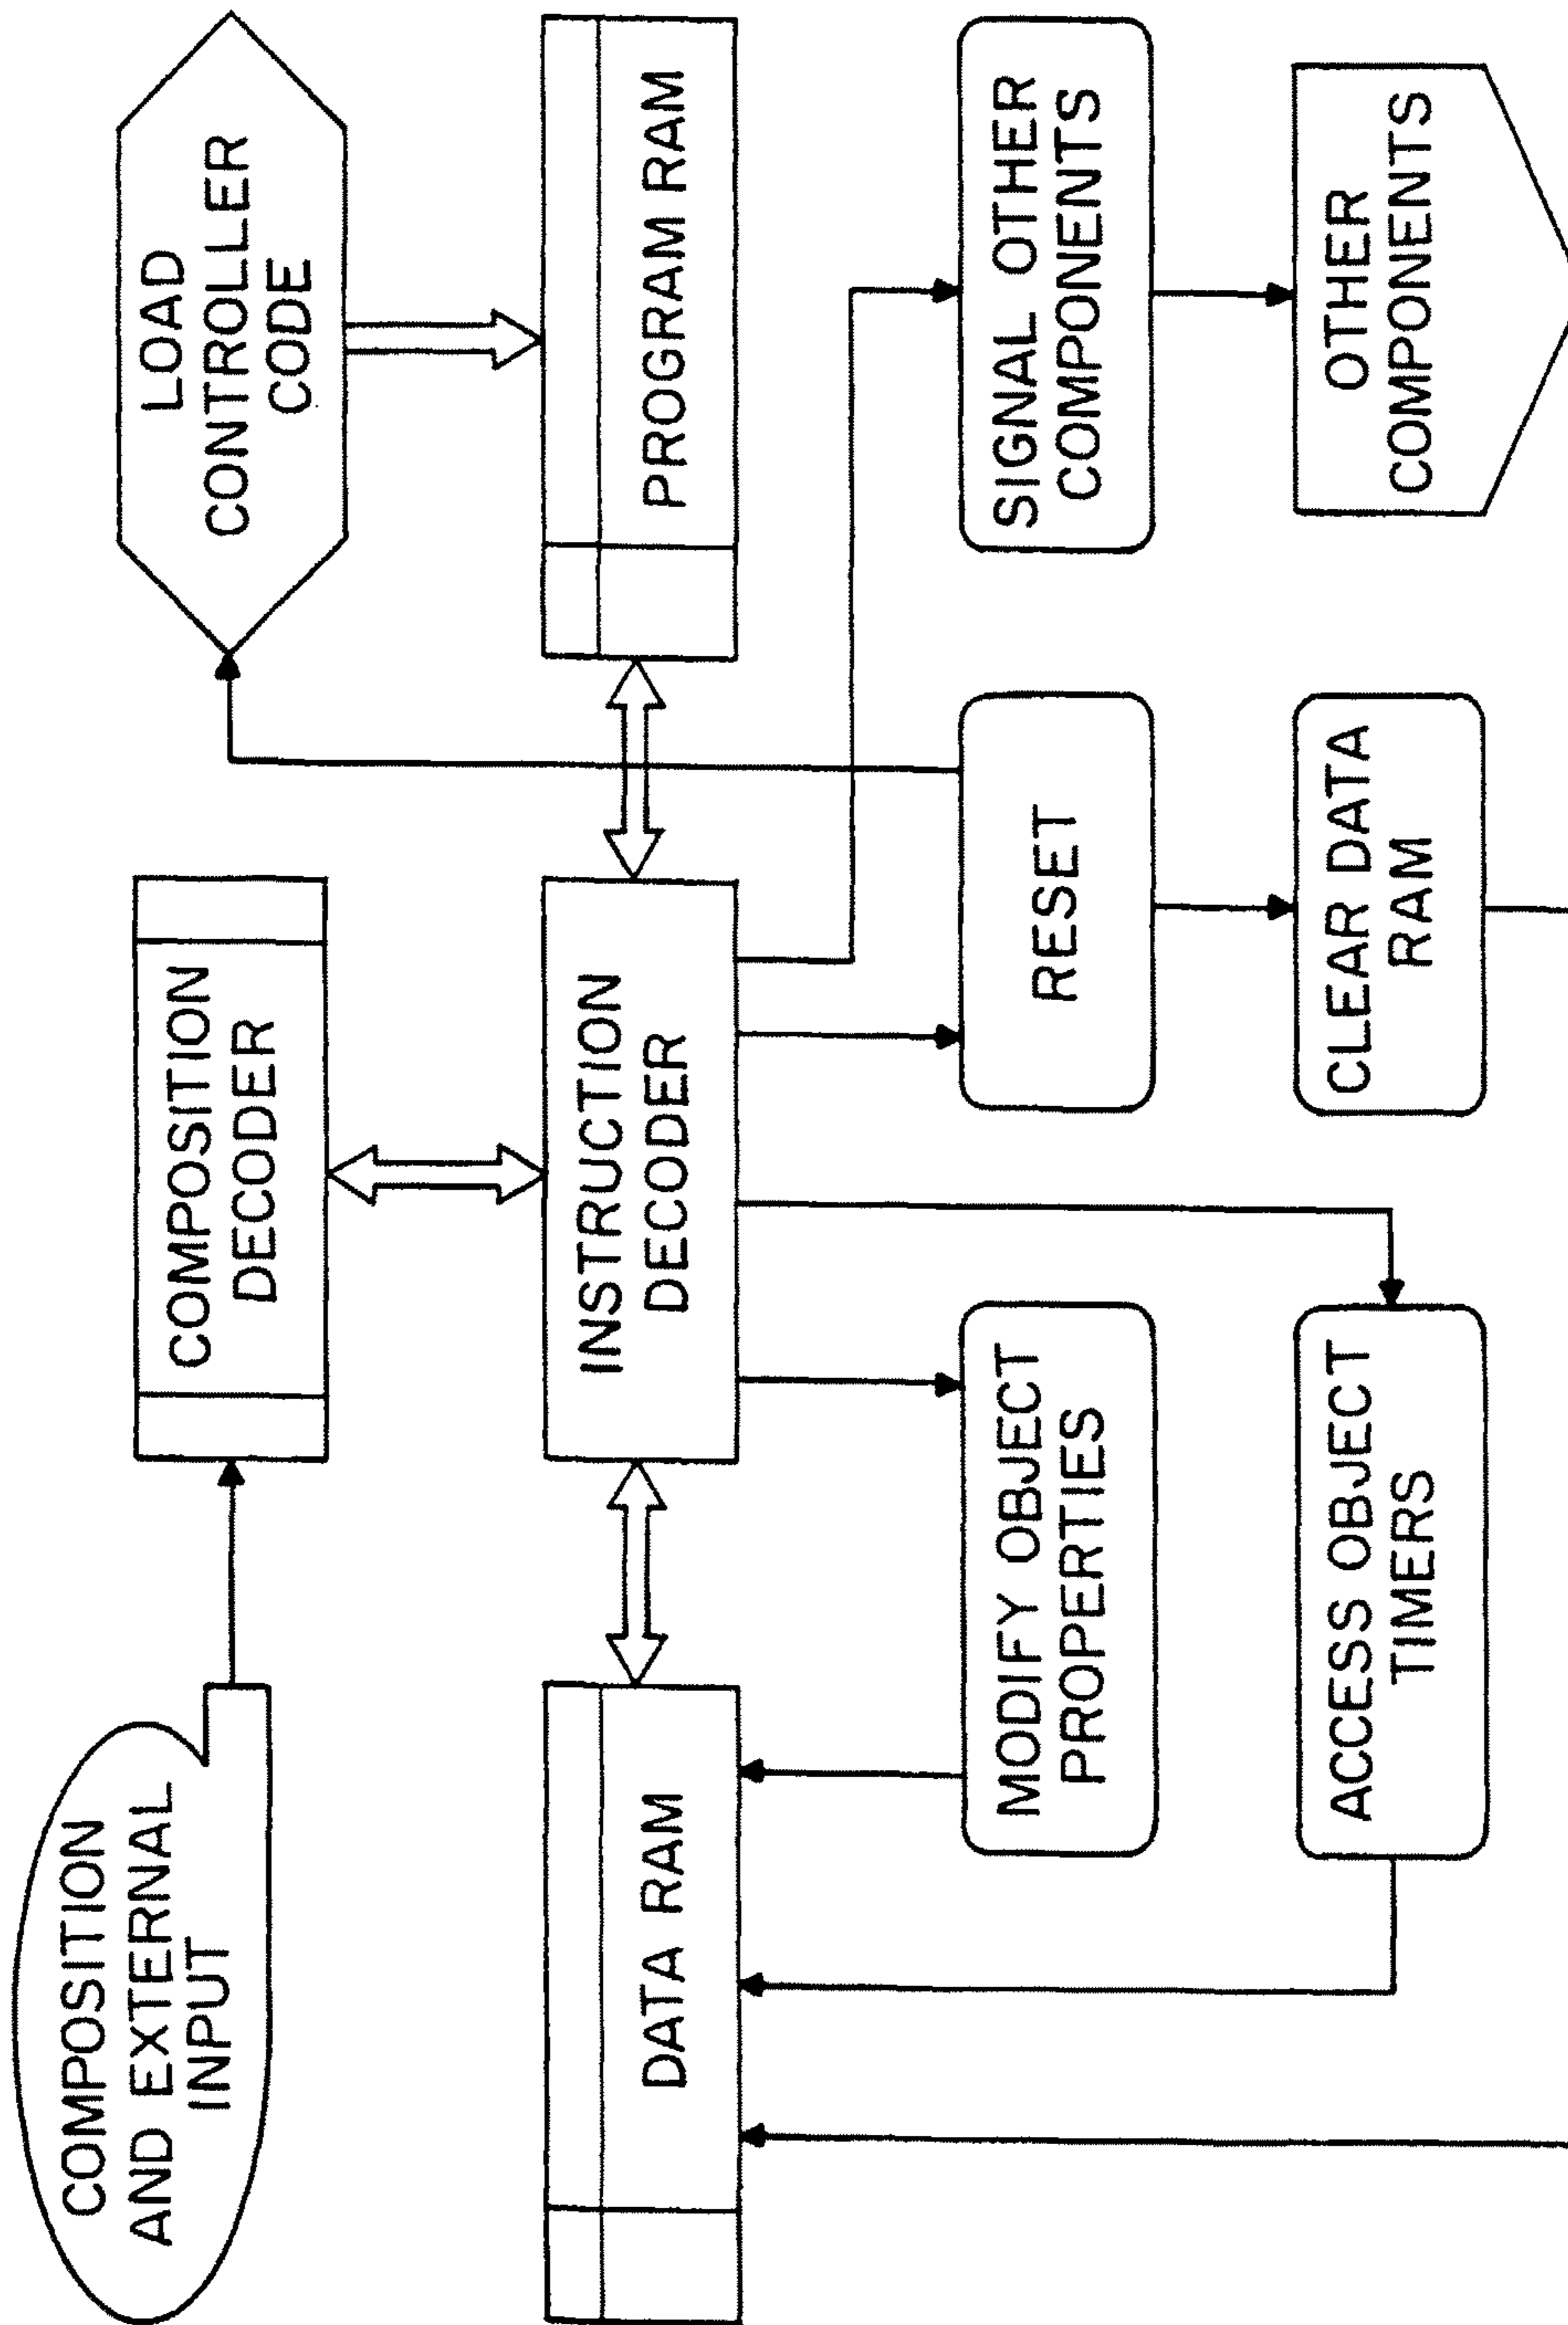 COMPOSITION
AND EXTERNAL
INPUT
COMPOSITION
DECODER
LOAD
CONTROLLER
CODE
DATA RAM
INSTRUCTION
DECODER
PROGRAM RAM
MODIFY OBJECT
PROPERTIES
RESET
SIGNAL OTHER
COMPONENTS
ACCESS OBJECT
TIMERS
CLEAR DATA
RAM
OTHER
COMPONENTS